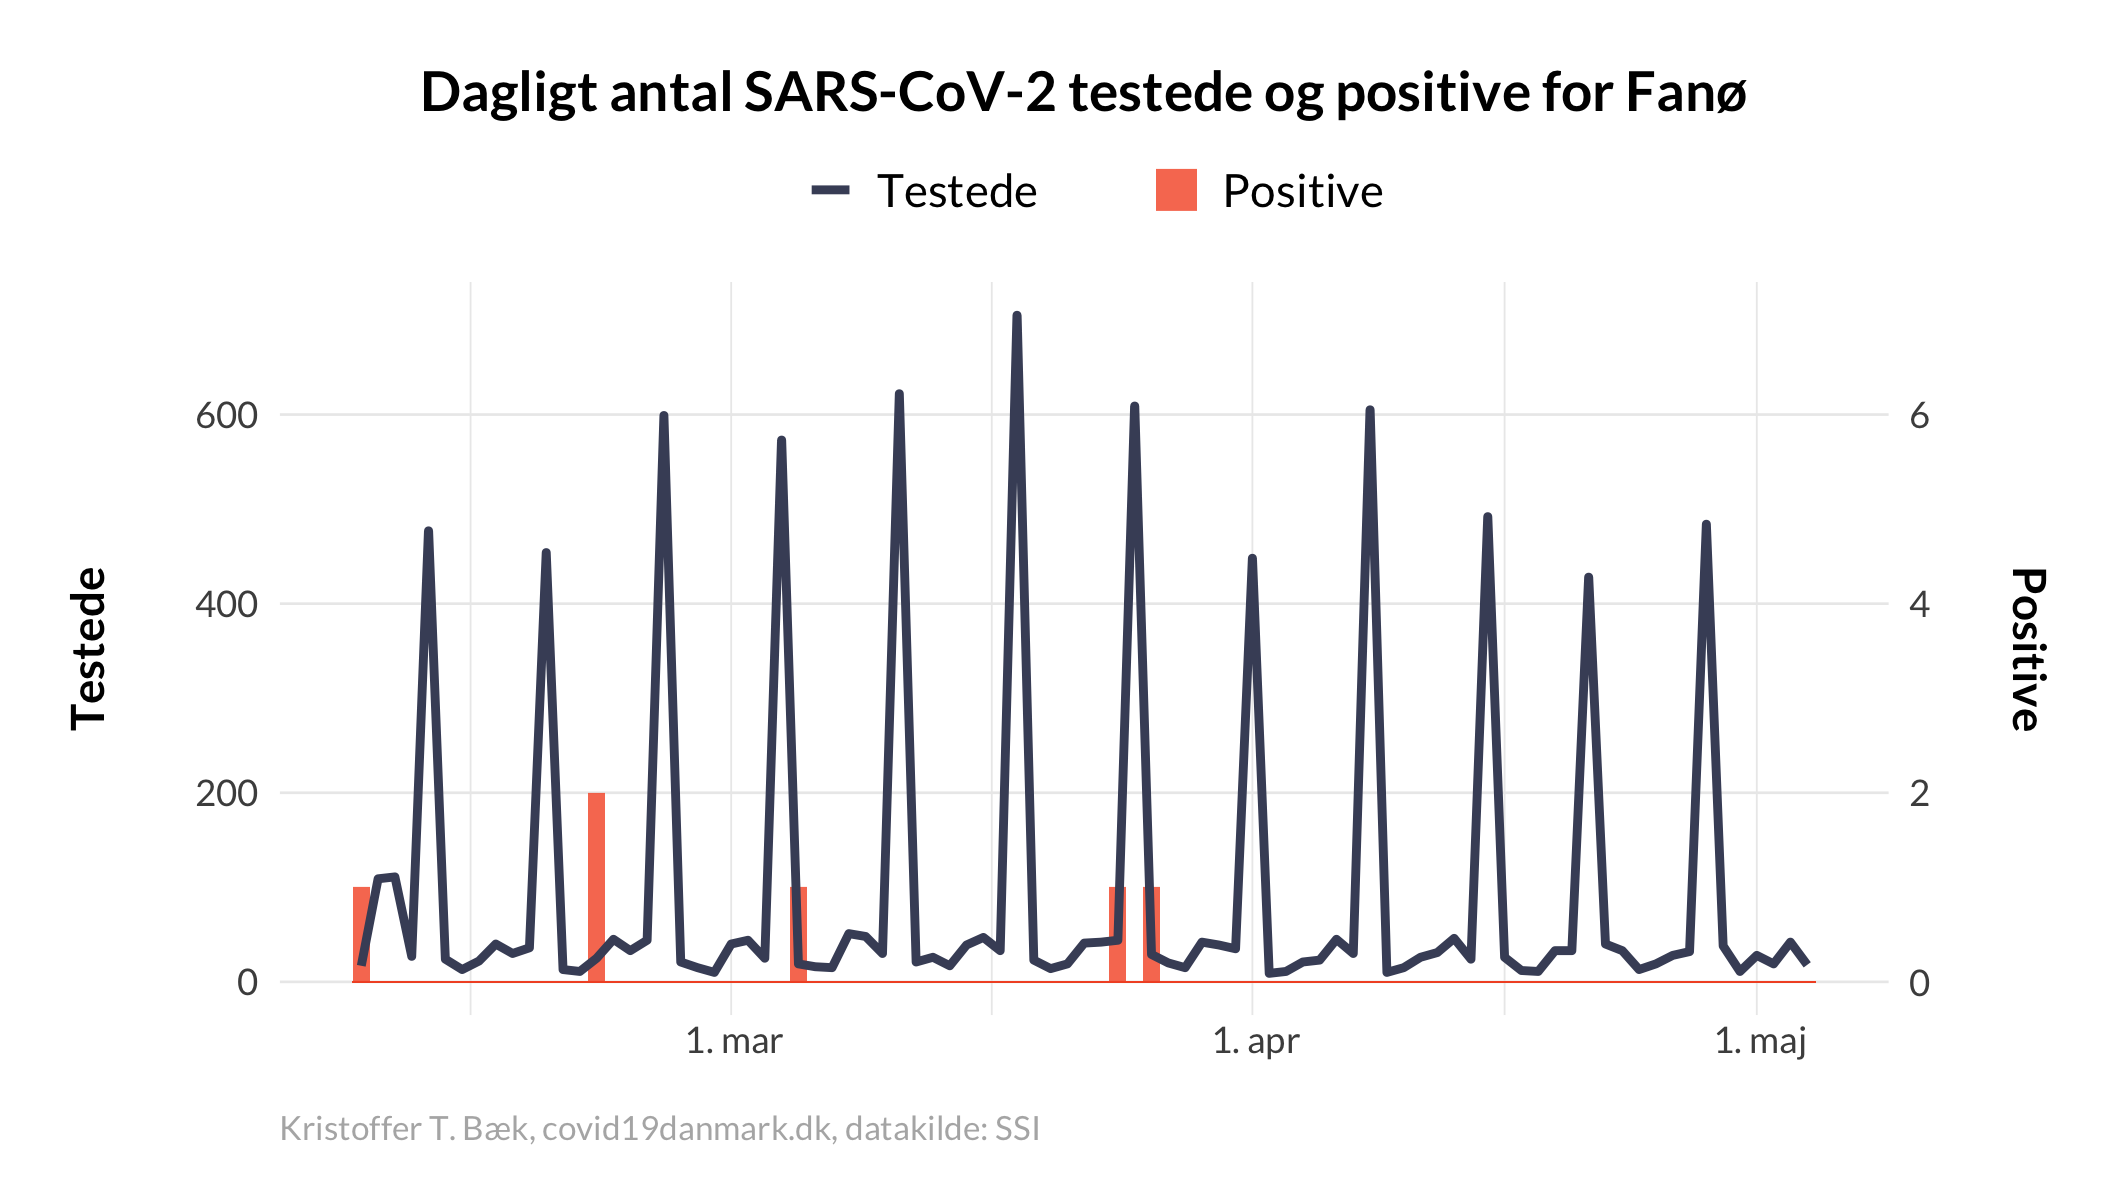 Dagligt antal SARS-CoV-2 testede og positive for Fanø
Testede
Positive
600
400
200
0
Testede
6
4
2
0
Positive
1. mar
1. apr
1. maj
Kristoffer T. Bæk, covid19danmark.dk, datakilde: SSI